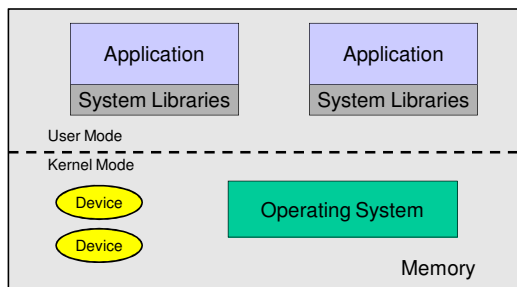 Application
Application
System Libraries
System Libraries
User Mode
Kernel Mode
Device
Operating System
Device
Memory